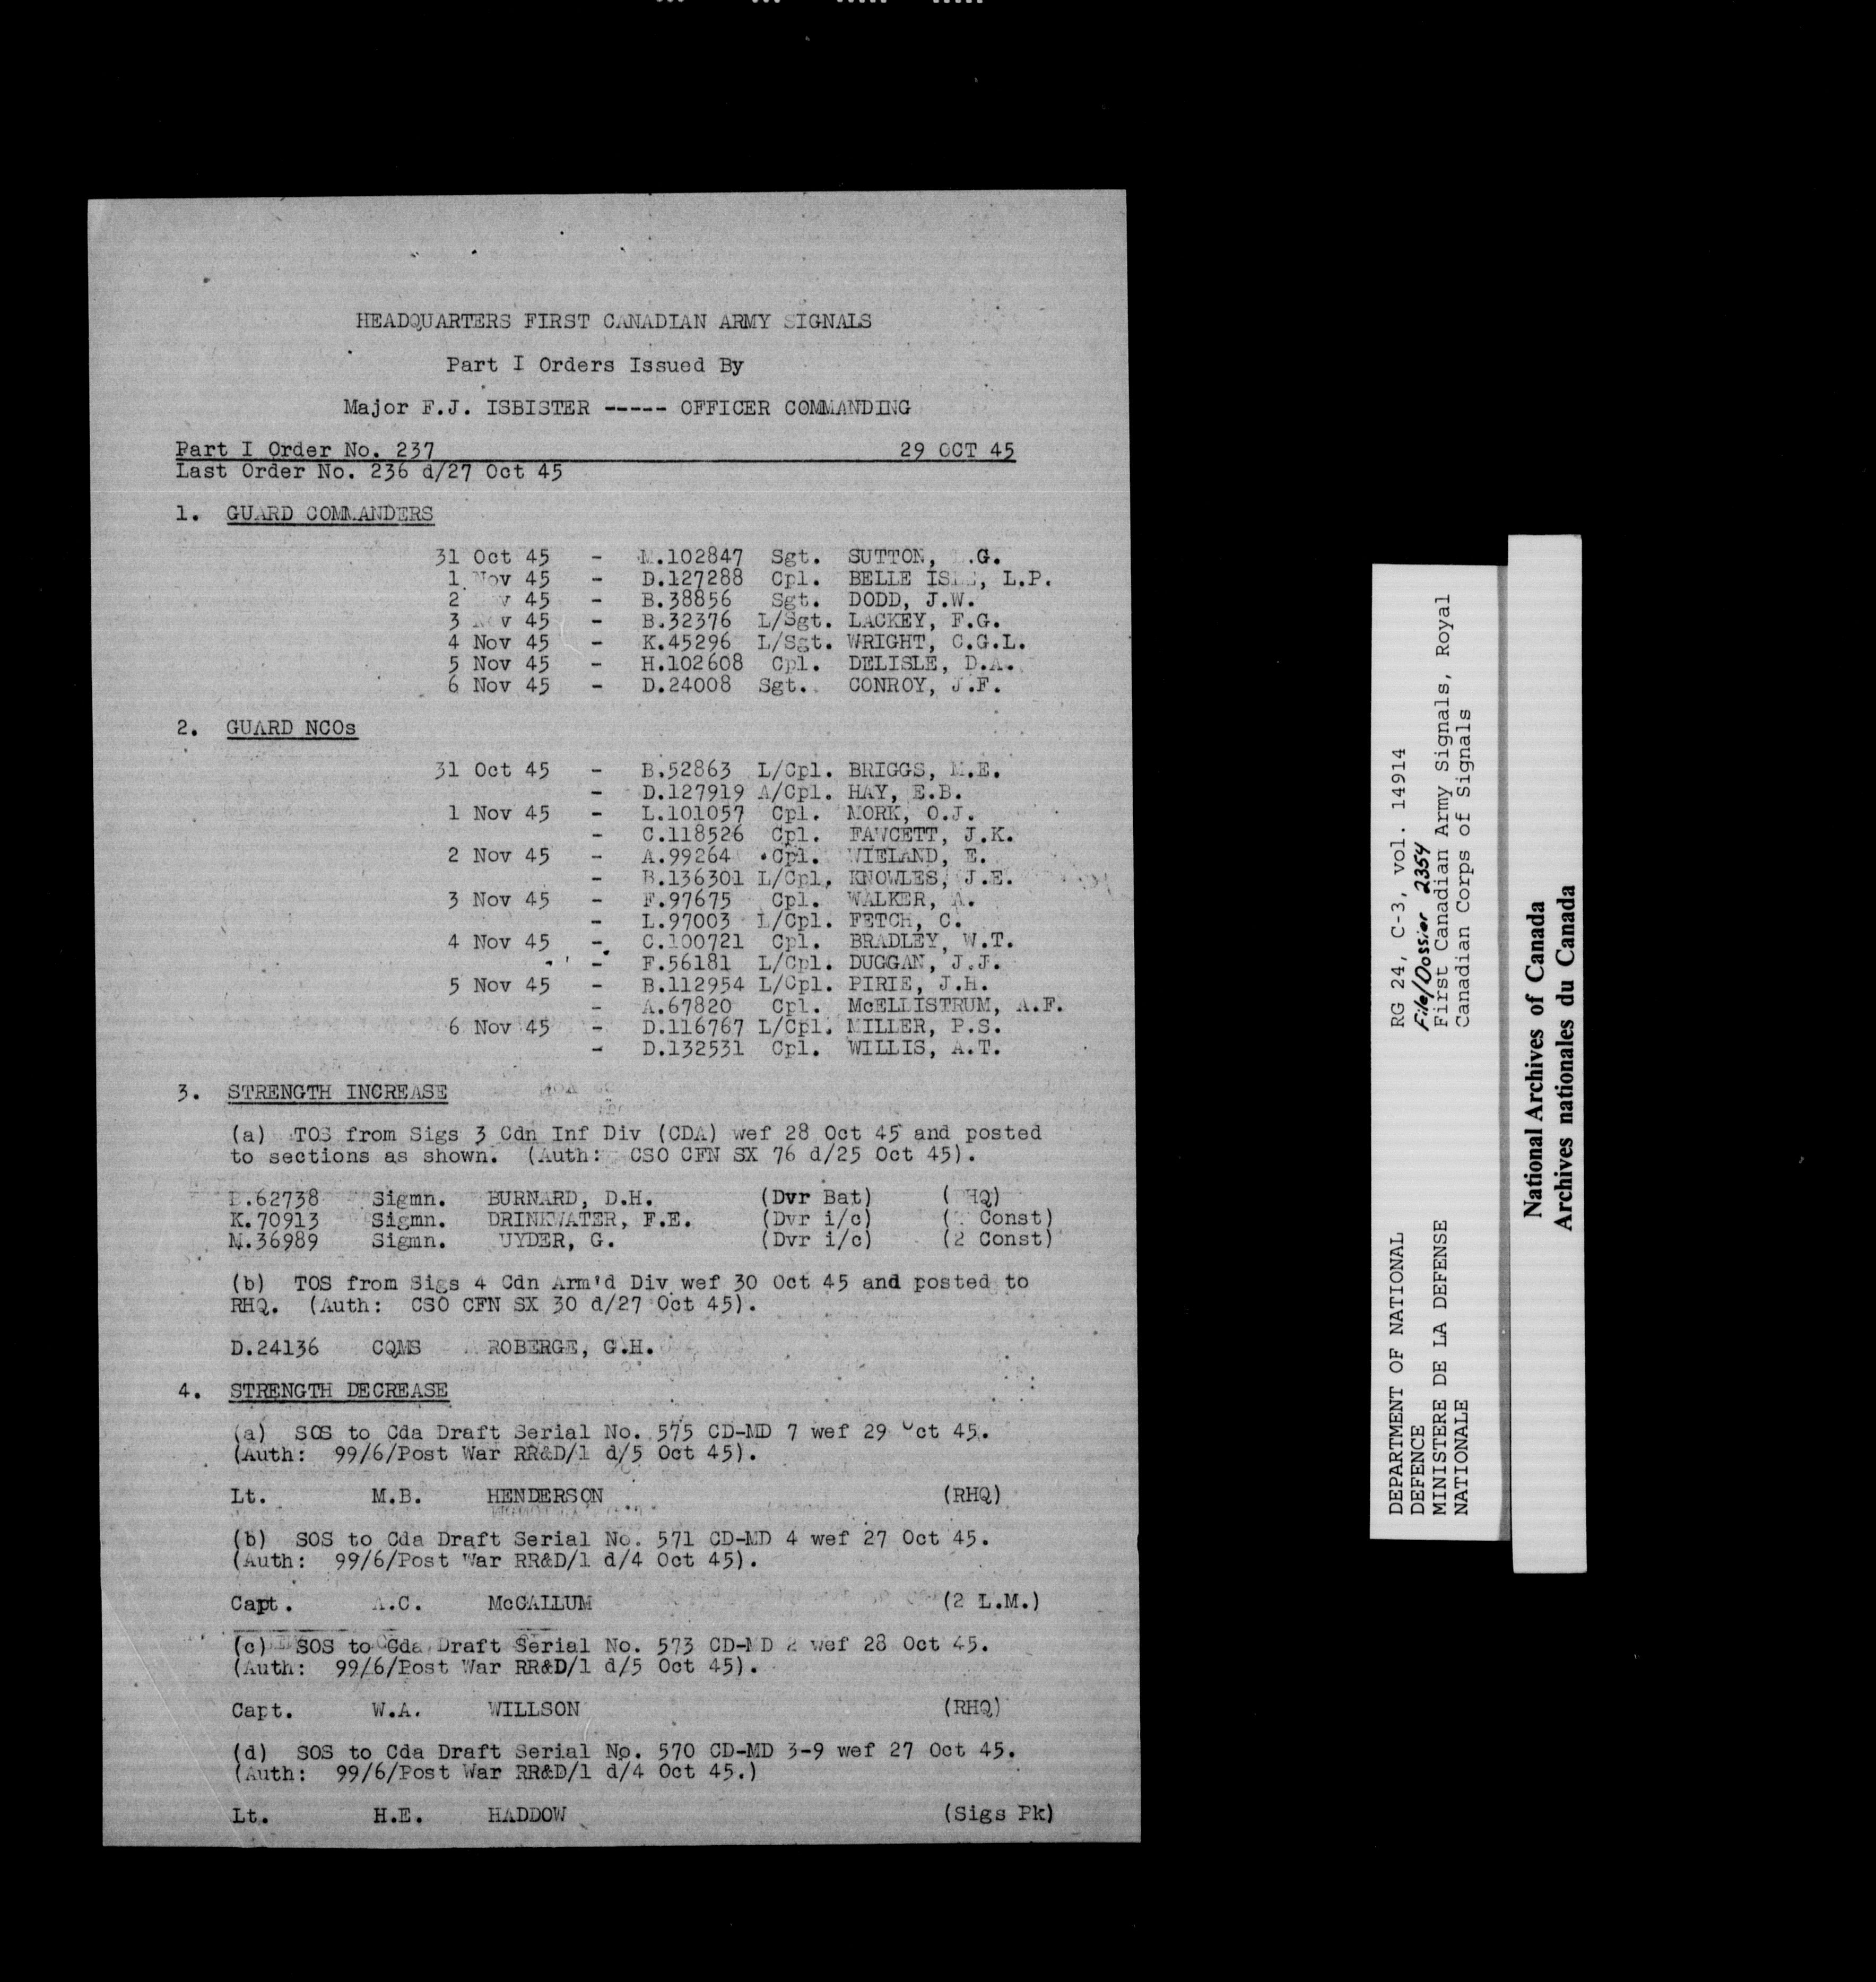 HEADQUARTERS FIRST CANADIAN ARMY SIGNALS
Part I Orders Issued By
Major F.J. ISBISTER ----- OFFICER COMMANDING
Part I Order No. 237 29 OCT 45
Last Order No. 236 d/27 Oct 45
1. GUARD COMMANDERS
31 Oct 45 - M.102847 Sgt. SUTTON, .G.
1 Nov 45 - D.127288 Cpl. BELLE ISLE, L.P.
2 Nov 45 - B.38856 Sgt. DODD, J.W.
3 Nov 45 - B.32376 L/Sgt. LACKEY, F.G.
4 Nov 45 - K.45296 L/Sgt. WRIGHT, C.G.L.
5 Nov 45 - H.102608 Cpl. DELISLE, D.A.
6 Nov 45 - D.24008 Sgt. CONROY, J.F.
2. GUARD NCOs
31 Oct 45 - B.52863 L/Cpl. BRIGGS, M.E.
- D.127919 A/Cpl. HAY, E.B.
1 Nov 45 - L.101057 Cpl. NORK, O.J.
- C.118526 Cpl. FAWCETT, J.K.
2 Nov 45 - A.99264 Cpl. WIELAND, E.
- B.136301 L/Cpl. KNOWLES, J.E.
3 Nov 45 - F.97675 Cpl. WALKER, A.
- L.97003 L/Cpl. FETCH, C.
4 Nov 45 - C.100721 Cpl. BRADLEY, W.T.
- F.56181 L/Cpl. DUGGAN, J.J.
5 Nov 45 - B.112954 L/Cpl. PIRIE, J.H.
- A.67820 Cpl. McELLISTRUM, A.F.
6 Nov 45 - D.116767 L/Cpl. MILLER, P.S.
- D.132531 Cpl. WILLIS, A.T.
3. STRENGTH INCREASE
(a) TOS from Sigs 3 Cdn Inf Div (CDA) wef 28 Oct 45 and posted
to sections as shown. (Auth: CSO CFN SX 76 d/25 Oct 45).
.62738 Sigmn. BURNARD, D.H. (Dvr Bat) (RHQ)
K.70913 Sigmn. DRINKWATER, F.E. (Dvr i/c) ( Const)
M.36989 Sigmn. UYDER, G. (Dvr i/c) (2 Const)
(b) TOS from Sigs 4 Cdn Arm'd Div wef 30 Oct 45 and posted to
RHQ. (Auth: CSO CFN SX 30 d/27 Oct 45).
D.24136 CQMS ROBERGE, G.H.
4. STRENGTH DECREASE
(a) SOS to Cda Draft Serial No. 575 CD-MD 7 wef 29 Oct 45.
(Auth: 99/6/Post War RR&D/1 d/5 Oct 45).
Lt. M.B. HENDERSON (RHQ)
(b) SOS to Cda Draft Serial No. 571 CD-MD 4 wef 27 Oct 45.
(Auth: 99/6/Post War RR&D/1 d/4 Oct 45).
Capt. A.C. McCALLUM (2 L.M.)
(c) SOS to Cda Draft Serial No. 573 CD-MD 2 wef 28 Oct 45.
(Auth: 99/6/Post War RR&D/1 d/5 Oct 45).
Capt. W.A. WILLSON (RHQ)
(d) SOS to Cda Draft Serial No. 570 CD-MD 3-9 wef 27 Oct 45.
(Auth: 99/6/Post War RR&D/1 d/4 Oct 45.)
Lt. H.E. HADDOW (Sigs Pk)
DEPARTMENT OF NATIONAL
DEFENCE
MINISTERE DE LA DEFENSE
NATIONALE
RG 24, C-3, vol. 14914
File/Dossier 2354
First Canadian Army Signals, Royal
Canadian Corps of Signals
National Archives of Canada
Archives nationales du Canada